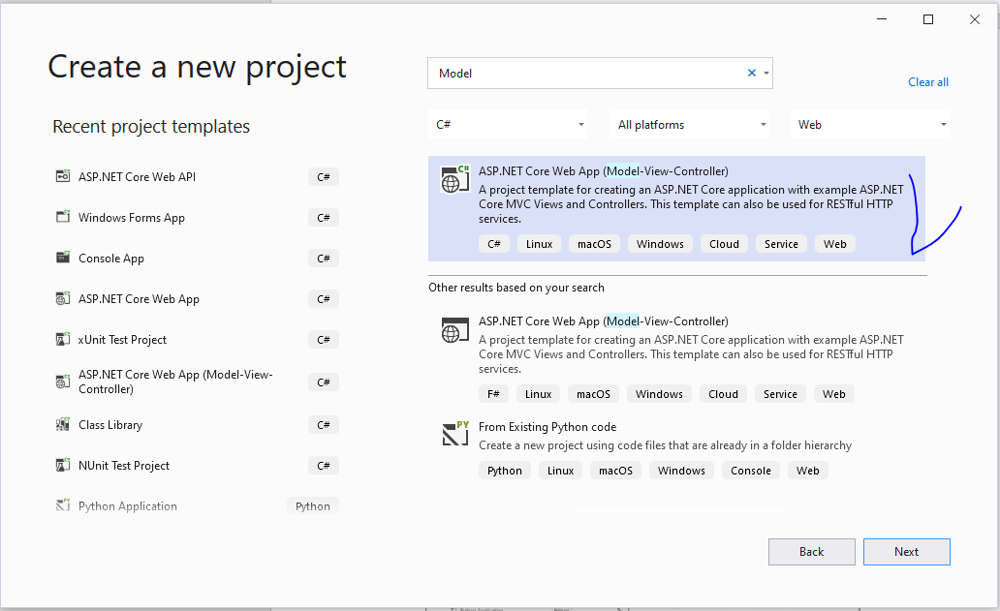 Create a new project
Recent project templates
ASP.NET Core Web API C#
Windows Forms App C#
Console App C#
ASP.NET Core Web App C#
xUnit Test Project C#
ASP.NET Core Web App (Model-View-
Controller) C#
Class Library C#
NUnit Test Project C#
Python Application Python
Model
Clear all
C# All platforms Web
C#
ASP.NET Core Web App (Model-View-Controller)
A project template for creating an ASP.NET Core application with example ASP.NET
Core MVC Views and Controllers. This template can also be used for RESTful HTTP
services.
C# Linux macOS Windows Cloud Service Web
Other results based on your search
ASP.NET Core Web App (Model-View-Controller)
A project template for creating an ASP.NET Core application with example ASP.NET
Core MVC Views and Controllers. This template can also be used for RESTful HTTP
services.
F# Linux macOS Windows Cloud Service Web
PY
From Existing Python code
Create a new project using code files that are already in a folder hierarchy
Python Linux macOS Windows Console Web
Back Next